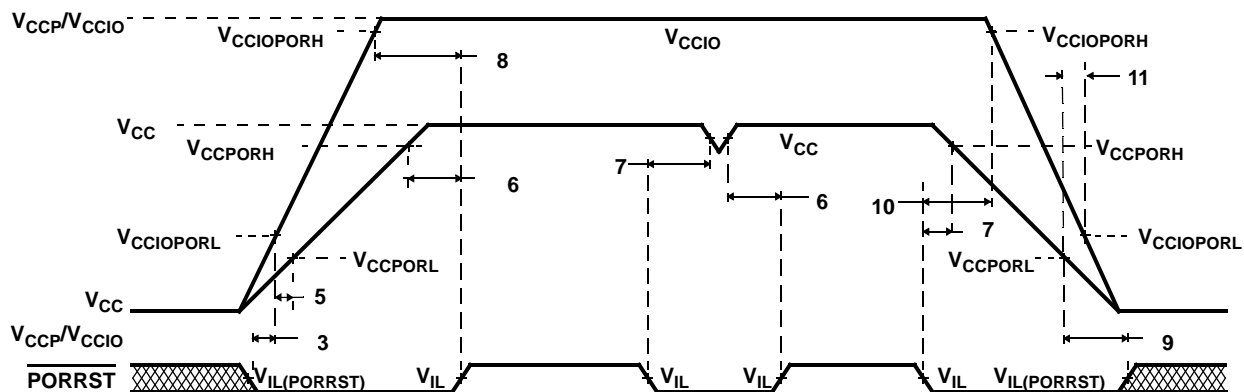 VCCP/VCCIO
VCCIOPORH
VCCIO
VCCIOPORH
8
11
VCC
VCCPORH
VCC
VCCPORH
6
7
6
10
7
VCCIOPORL
VCCPORL
VCCPORL
VCCIOPORL
VCC
5
VCCP/VCCIO
3
9
PORRST
VIL(PORRST)
VIL
VIL
VIL
VIL
VIL(PORRST)